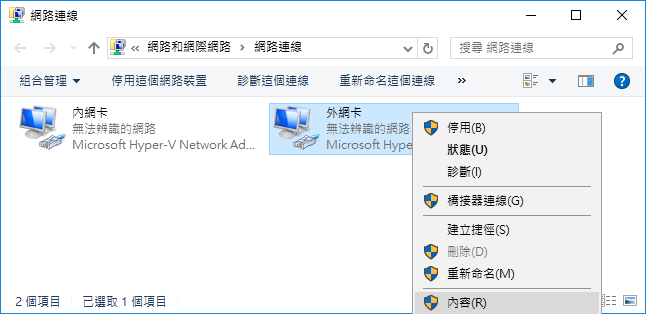 網路連線
« 網路和網際網路 › 網路連線
搜尋 網路連線
組合管理 停用這個網路裝置 診斷這個連線 重新命名這個連線 »
內網卡
無法辨識的網路
Microsoft Hyper-V Network Ad...
外網卡
無法辨識的網路
Microsoft Hype
停用(B)
狀態(U)
診斷(I)
橋接器連線(G)
建立捷徑(S)
刪除(D)
重新命名(M)
內容(R)
2 個項目 已選取 1 個項目